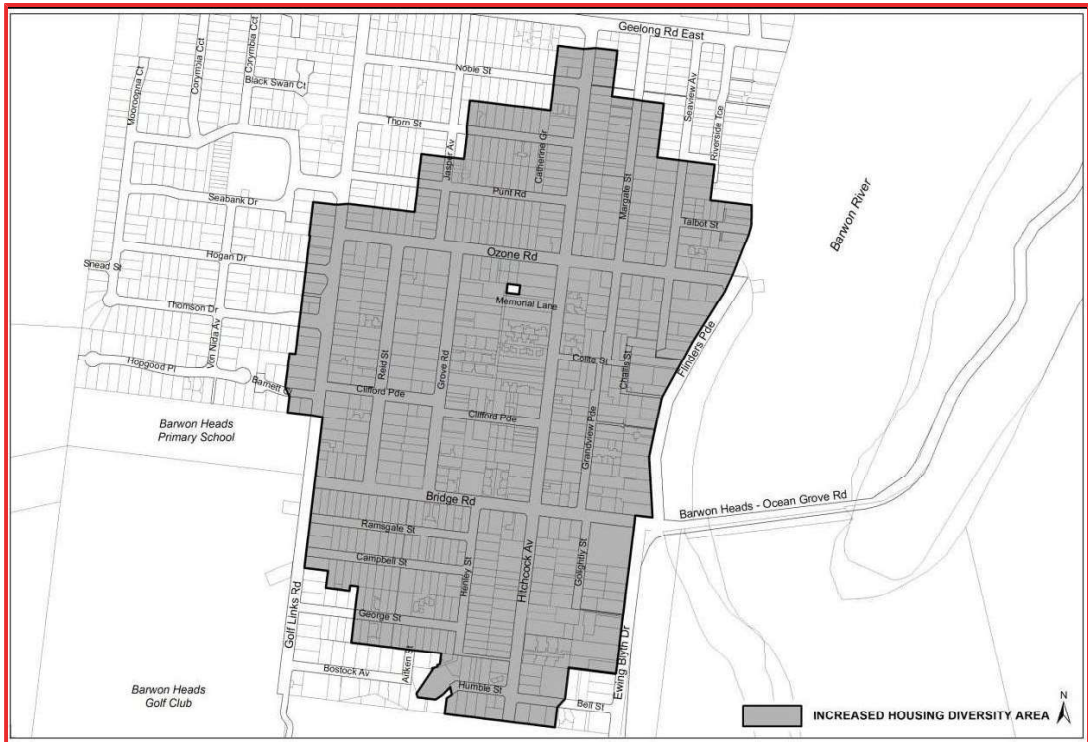 Geelong Rd East
Noble St
Mooroopna Ct
Corymbia Cct
Corymbia Cct
Black Swan Ct
Seaview Av
Riverside Tce
Thorn St
Jasper Av
Catherine Gr
Punt Rd
Margate St
Talbot St
Barwon River
Seabank Dr
Hogan Dr
Ozone Rd
Snead St
Memorial Lane
Thomson Dr
Von Nida Av
Flinders Pde
Hopgood Pl
Barnett
Reid St
Grove Rd
Colite St
Challis St
Clifford Pde
Clifford Pde
Grandview Pde
Barwon Heads
Primary School
Bridge Rd
Barwon Heads - Ocean Grove Rd
Ramsgate St
Campbell St
Henley St
Hitchcock Av
Golightly St
Golf Links Rd
George St
Aitken St
Bostock Av
Ewing Blyth Dr
Humble St
Bell St
Barwon Heads
Golf Club
INCREASED HOUSING DIVERSITY AREA
N